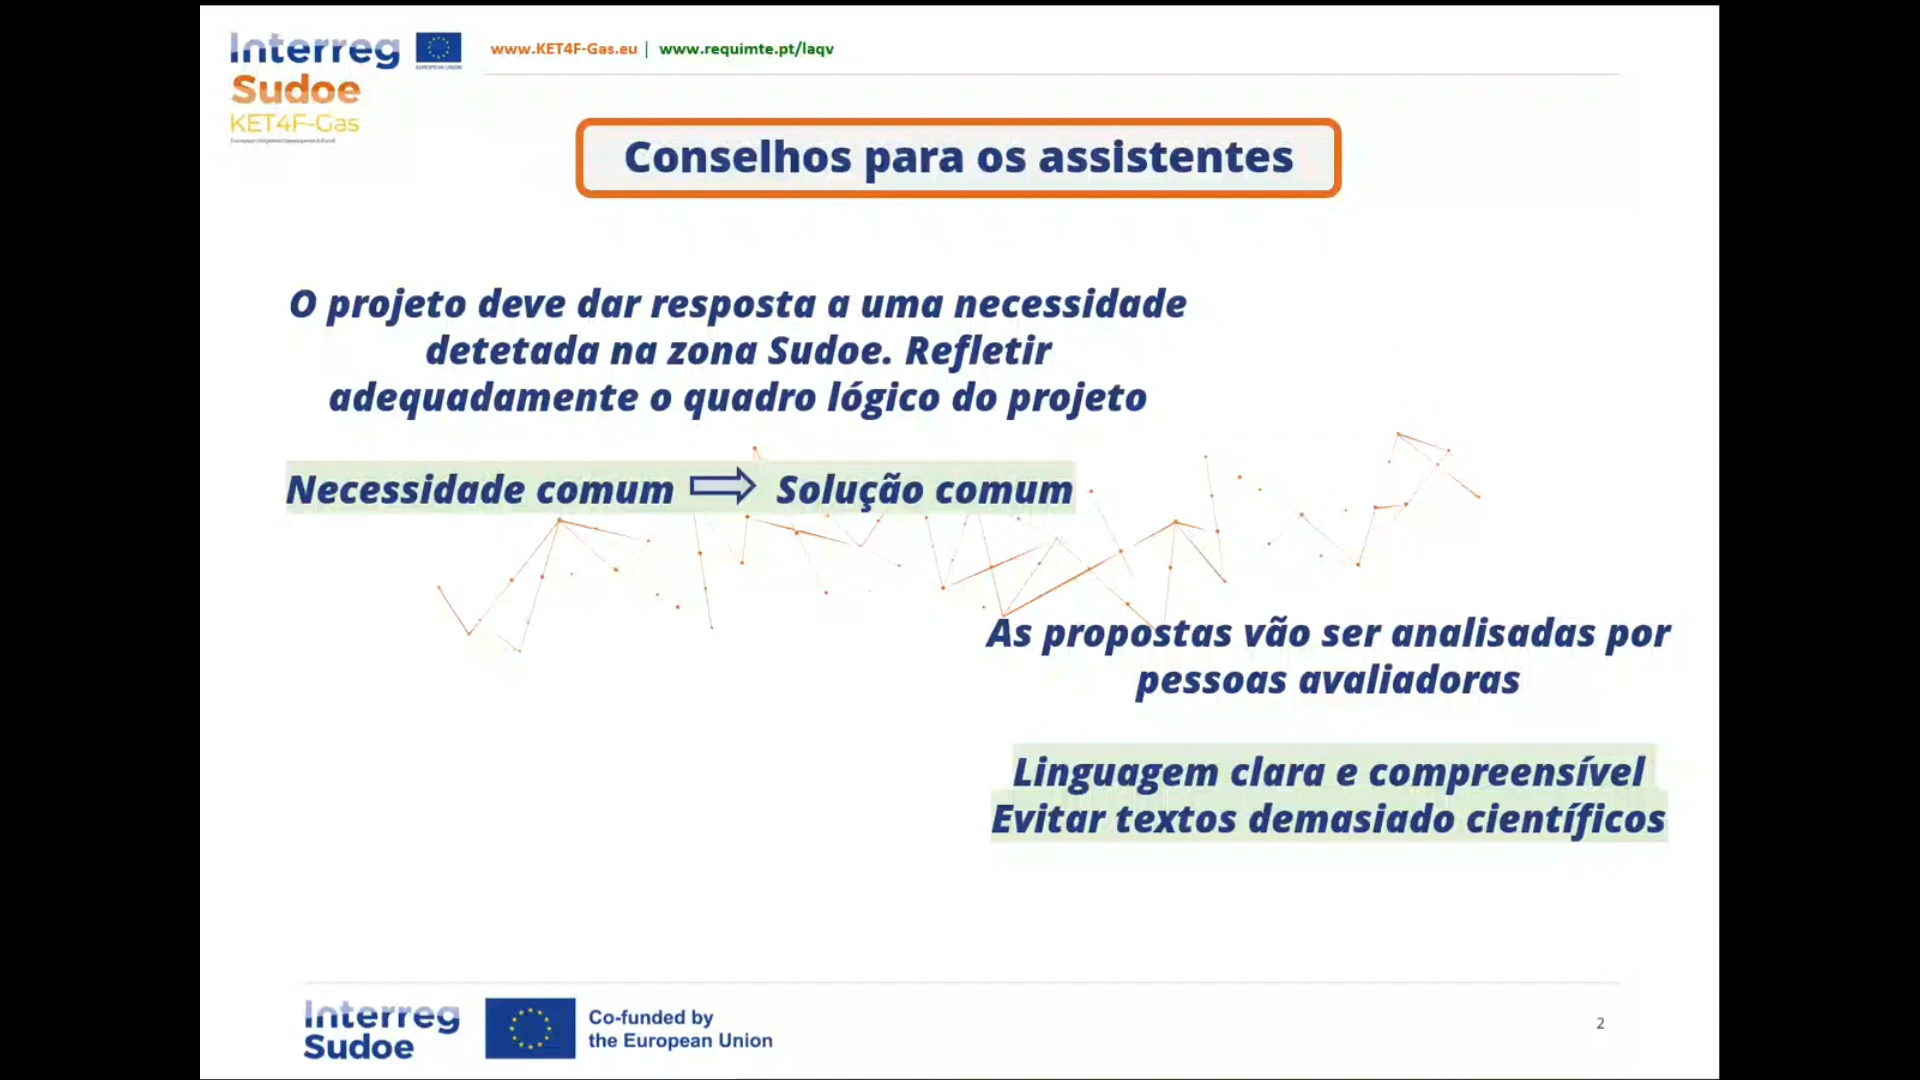 Interreg
EUROPEAN UNION
Sudoe
KET4F-Gas
www.KET4F-Gas.eu | www.requimte.pt/laqv
Conselhos para os assistentes
O projeto deve dar resposta a uma necessidade
detetada na zona Sudoe. Refletir
adequadamente o quadro lógico do projeto
Necessidade comum ⇨ Solução comum
As propostas vão ser analisadas por
pessoas avaliadoras
Linguagem clara e compreensível
Evitar textos demasiado científicos
Interreg
Sudoe
Co-funded by
the European Union
2